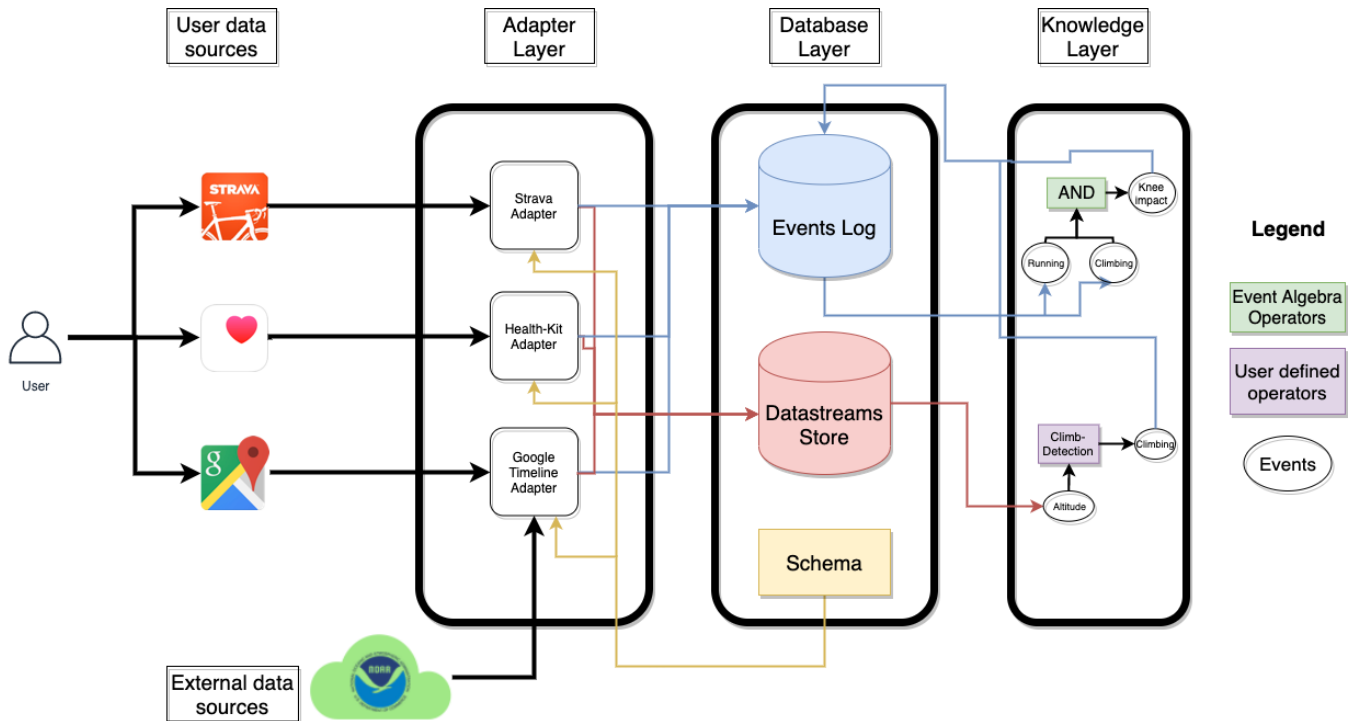 User data
sources
Adapter
Layer
Database
Layer
Knowledge
Layer
STRAVA
Strava
Adapter
Events Log
AND
Knee
impact
Running
Climbing
Legend
Event Algebra
Operators
User
Health-Kit
Adapter
Datastreams
Store
User defined
operators
g
Google
Timeline
Adapter
Climb-
Detection
Climbing
Events
Altitude
Schema
External data
sources
NOAA